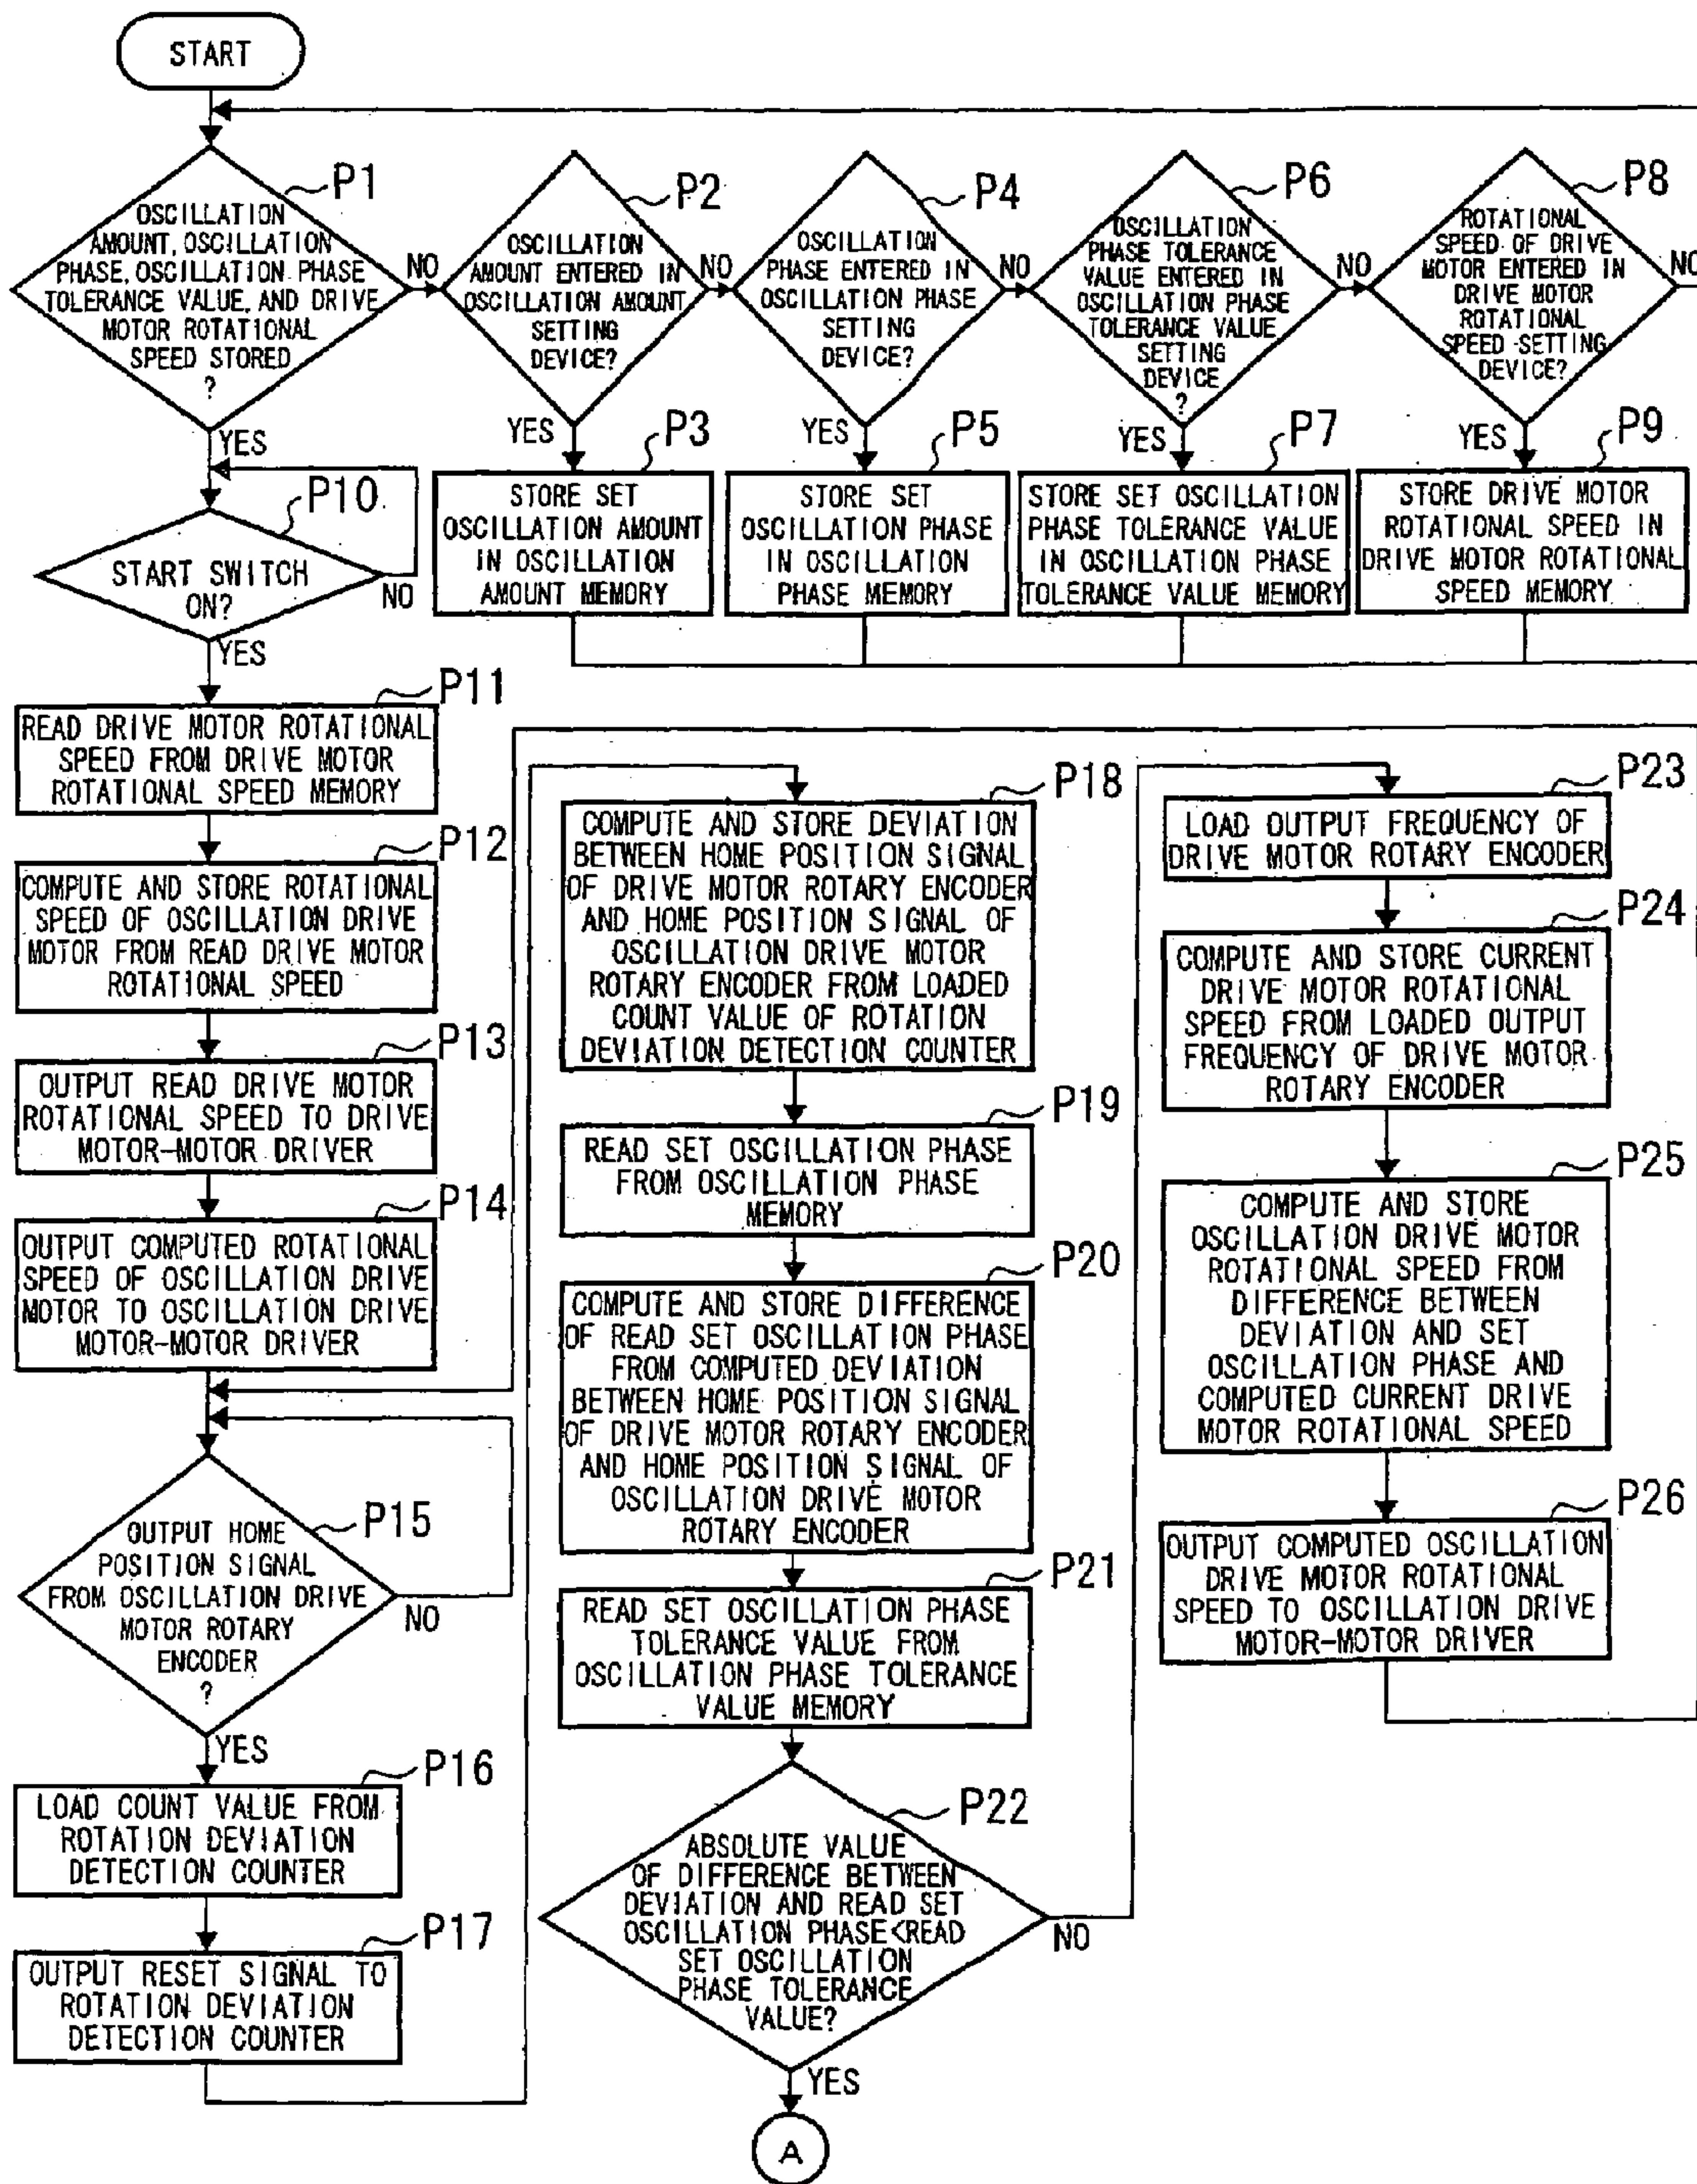 START
P1
OSCILLATION
AMOUNT, OSCILLATION
PHASE, OSCILLATION PHASE
TOLERANCE VALUE, AND DRIVE
MOTOR ROTATIONAL
SPEED STORED
?
NO
YES
P2
OSCILLATION
AMOUNT ENTERED IN
OSCILLATION AMOUNT
SETTING
DEVICE?
NO
YES
P4
OSCILLATION
PHASE ENTERED IN
OSCILLATION PHASE
SETTING
DEVICE?
NO
YES
P6
OSCILLATION
PHASE TOLERANCE
VALUE ENTERED IN
OSCILLATION PHASE
TOLERANCE VALUE
SETTING
DEVICE
?
NO
YES
P8
ROTATIONAL
SPEED OF DRIVE
MOTOR ENTERED IN
DRIVE MOTOR
ROTATIONAL
SPEED SETTING
DEVICE?
NO
YES
P3
STORE SET
OSCILLATION AMOUNT
IN OSCILLATION
AMOUNT MEMORY
P5
STORE SET
OSCILLATION PHASE
IN OSCILLATION
PHASE MEMORY
P7
STORE SET OSCILLATION
PHASE TOLERANCE VALUE
IN OSCILLATION PHASE
TOLERANCE VALUE MEMORY
P9
STORE DRIVE MOTOR
ROTATIONAL SPEED IN
DRIVE MOTOR ROTATIONAL
SPEED MEMORY
P10
START SWITCH
ON?
NO
YES
P11
READ DRIVE MOTOR ROTATIONAL
SPEED FROM DRIVE MOTOR
ROTATIONAL SPEED MEMORY
P12
COMPUTE AND STORE ROTATIONAL
SPEED OF OSCILLATION DRIVE
MOTOR FROM READ DRIVE MOTOR
ROTATIONAL SPEED
P13
OUTPUT READ DRIVE MOTOR
ROTATIONAL SPEED TO DRIVE
MOTOR-MOTOR DRIVER
P14
OUTPUT COMPUTED ROTATIONAL
SPEED OF OSCILLATION DRIVE
MOTOR TO OSCILLATION DRIVE
MOTOR-MOTOR DRIVER
P15
OUTPUT HOME
POSITION SIGNAL
FROM OSCILLATION DRIVE
MOTOR ROTARY
ENCODER
?
NO
YES
P16
LOAD COUNT VALUE FROM
ROTATION DEVIATION
DETECTION COUNTER
P17
OUTPUT RESET SIGNAL TO
ROTATION DEVIATION
DETECTION COUNTER
P18
COMPUTE AND STORE DEVIATION
BETWEEN HOME POSITION SIGNAL
OF DRIVE MOTOR ROTARY ENCODER
AND HOME POSITION SIGNAL OF
OSCILLATION DRIVE MOTOR
ROTARY ENCODER FROM LOADED
COUNT VALUE OF ROTATION
DEVIATION DETECTION COUNTER
P19
READ SET OSCILLATION PHASE
FROM OSCILLATION PHASE
MEMORY
P20
COMPUTE AND STORE DIFFERENCE
OF READ SET OSCILLATION PHASE
FROM COMPUTED DEVIATION
BETWEEN HOME POSITION SIGNAL
OF DRIVE MOTOR ROTARY ENCODER
AND HOME POSITION SIGNAL OF
OSCILLATION DRIVE MOTOR
ROTARY ENCODER
P21
READ SET OSCILLATION PHASE
TOLERANCE VALUE FROM
OSCILLATION PHASE TOLERANCE
VALUE MEMORY
P22
ABSOLUTE VALUE
OF DIFFERENCE BETWEEN
DEVIATION AND READ SET
OSCILLATION PHASE<READ
SET OSCILLATION
PHASE TOLERANCE
VALUE?
NO
YES
A
P23
LOAD OUTPUT FREQUENCY OF
DRIVE MOTOR ROTARY ENCODER
P24
COMPUTE AND STORE CURRENT
DRIVE MOTOR ROTATIONAL
SPEED FROM LOADED OUTPUT
FREQUENCY OF DRIVE MOTOR
ROTARY ENCODER
P25
COMPUTE AND STORE
OSCILLATION DRIVE MOTOR
ROTATIONAL SPEED FROM
DIFFERENCE BETWEEN
DEVIATION AND SET
OSCILLATION PHASE AND
COMPUTED CURRENT DRIVE
MOTOR ROTATIONAL SPEED
P26
OUTPUT COMPUTED OSCILLATION
DRIVE MOTOR ROTATIONAL
SPEED TO OSCILLATION DRIVE
MOTOR-MOTOR DRIVER